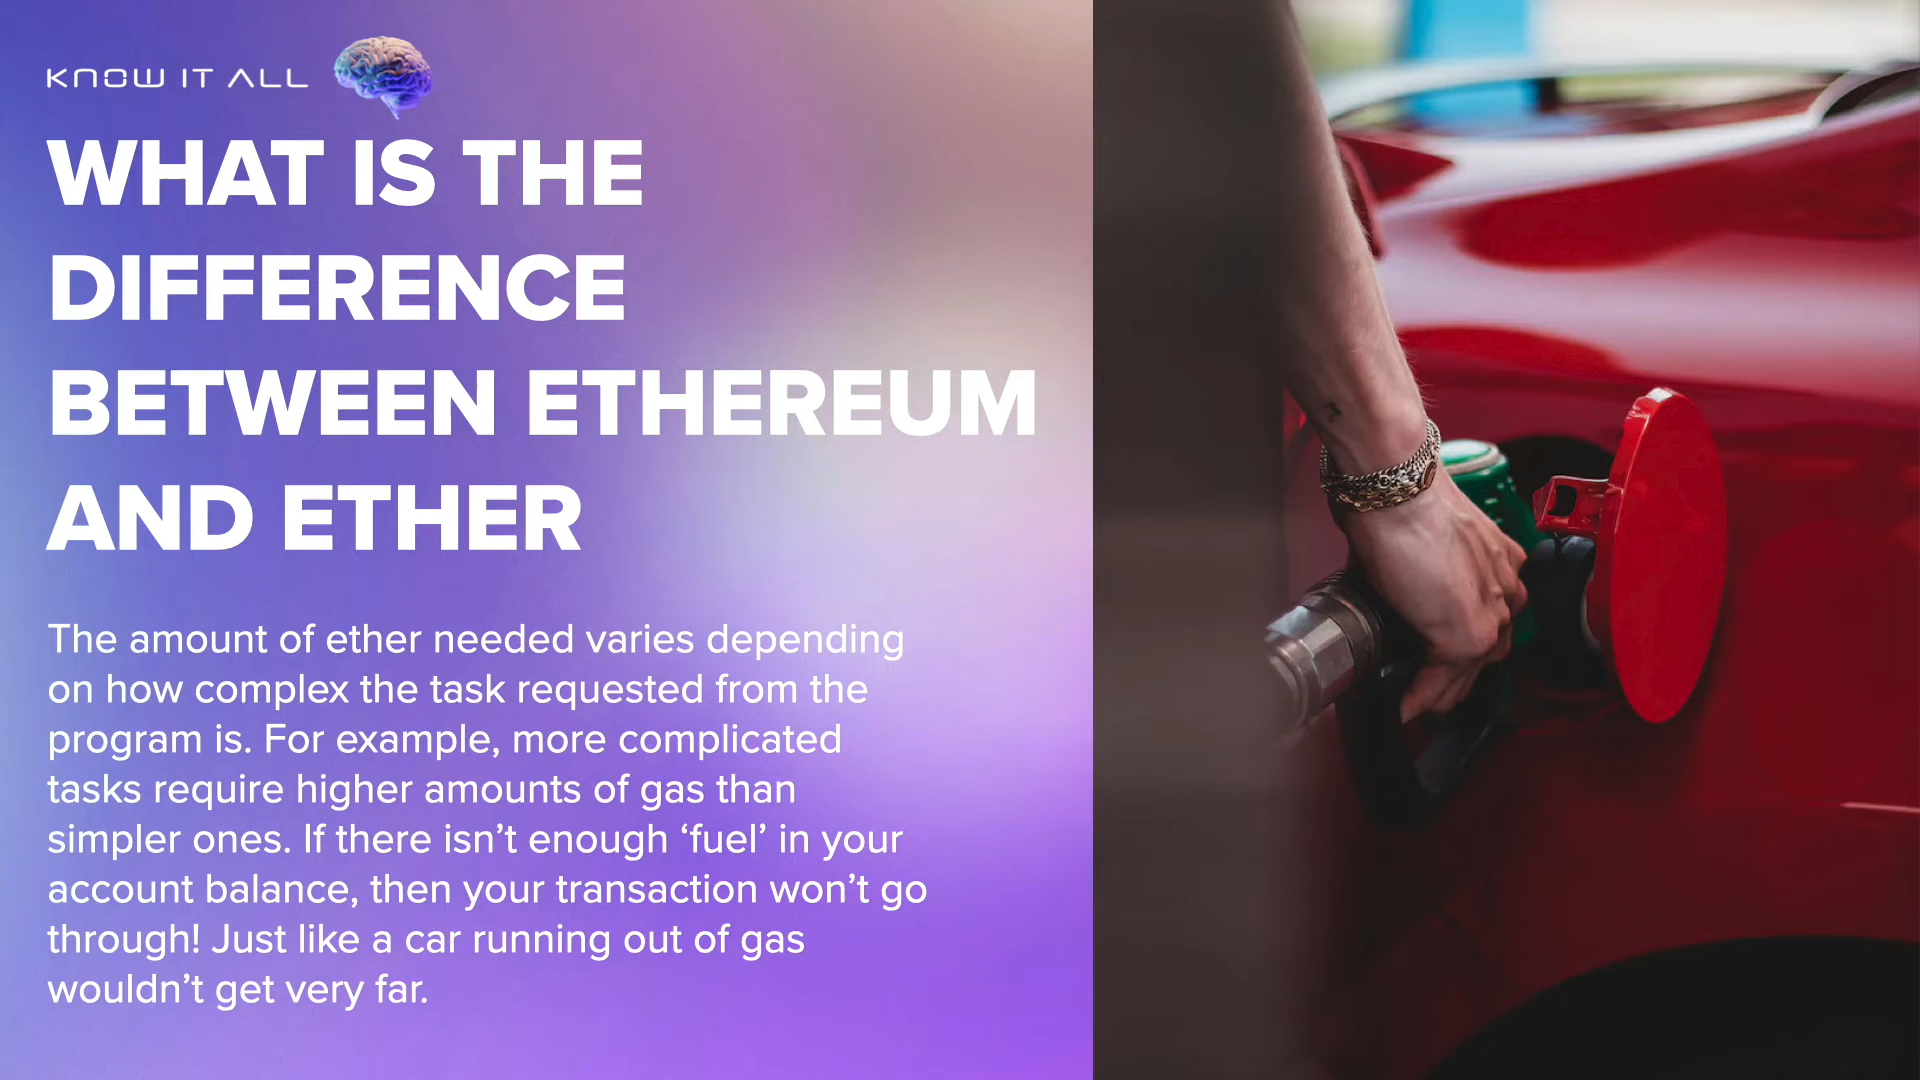 KNOW IT ALL
WHAT IS THE
DIFFERENCE
BETWEEN ETHEREUM
AND ETHER
The amount of ether needed varies depending
on how complex the task requested from the
program is. For example, more complicated
tasks require higher amounts of gas than
simpler ones. If there isn’t enough ‘fuel’ in your
account balance, then your transaction won’t go
through! Just like a car running out of gas
wouldn’t get very far.